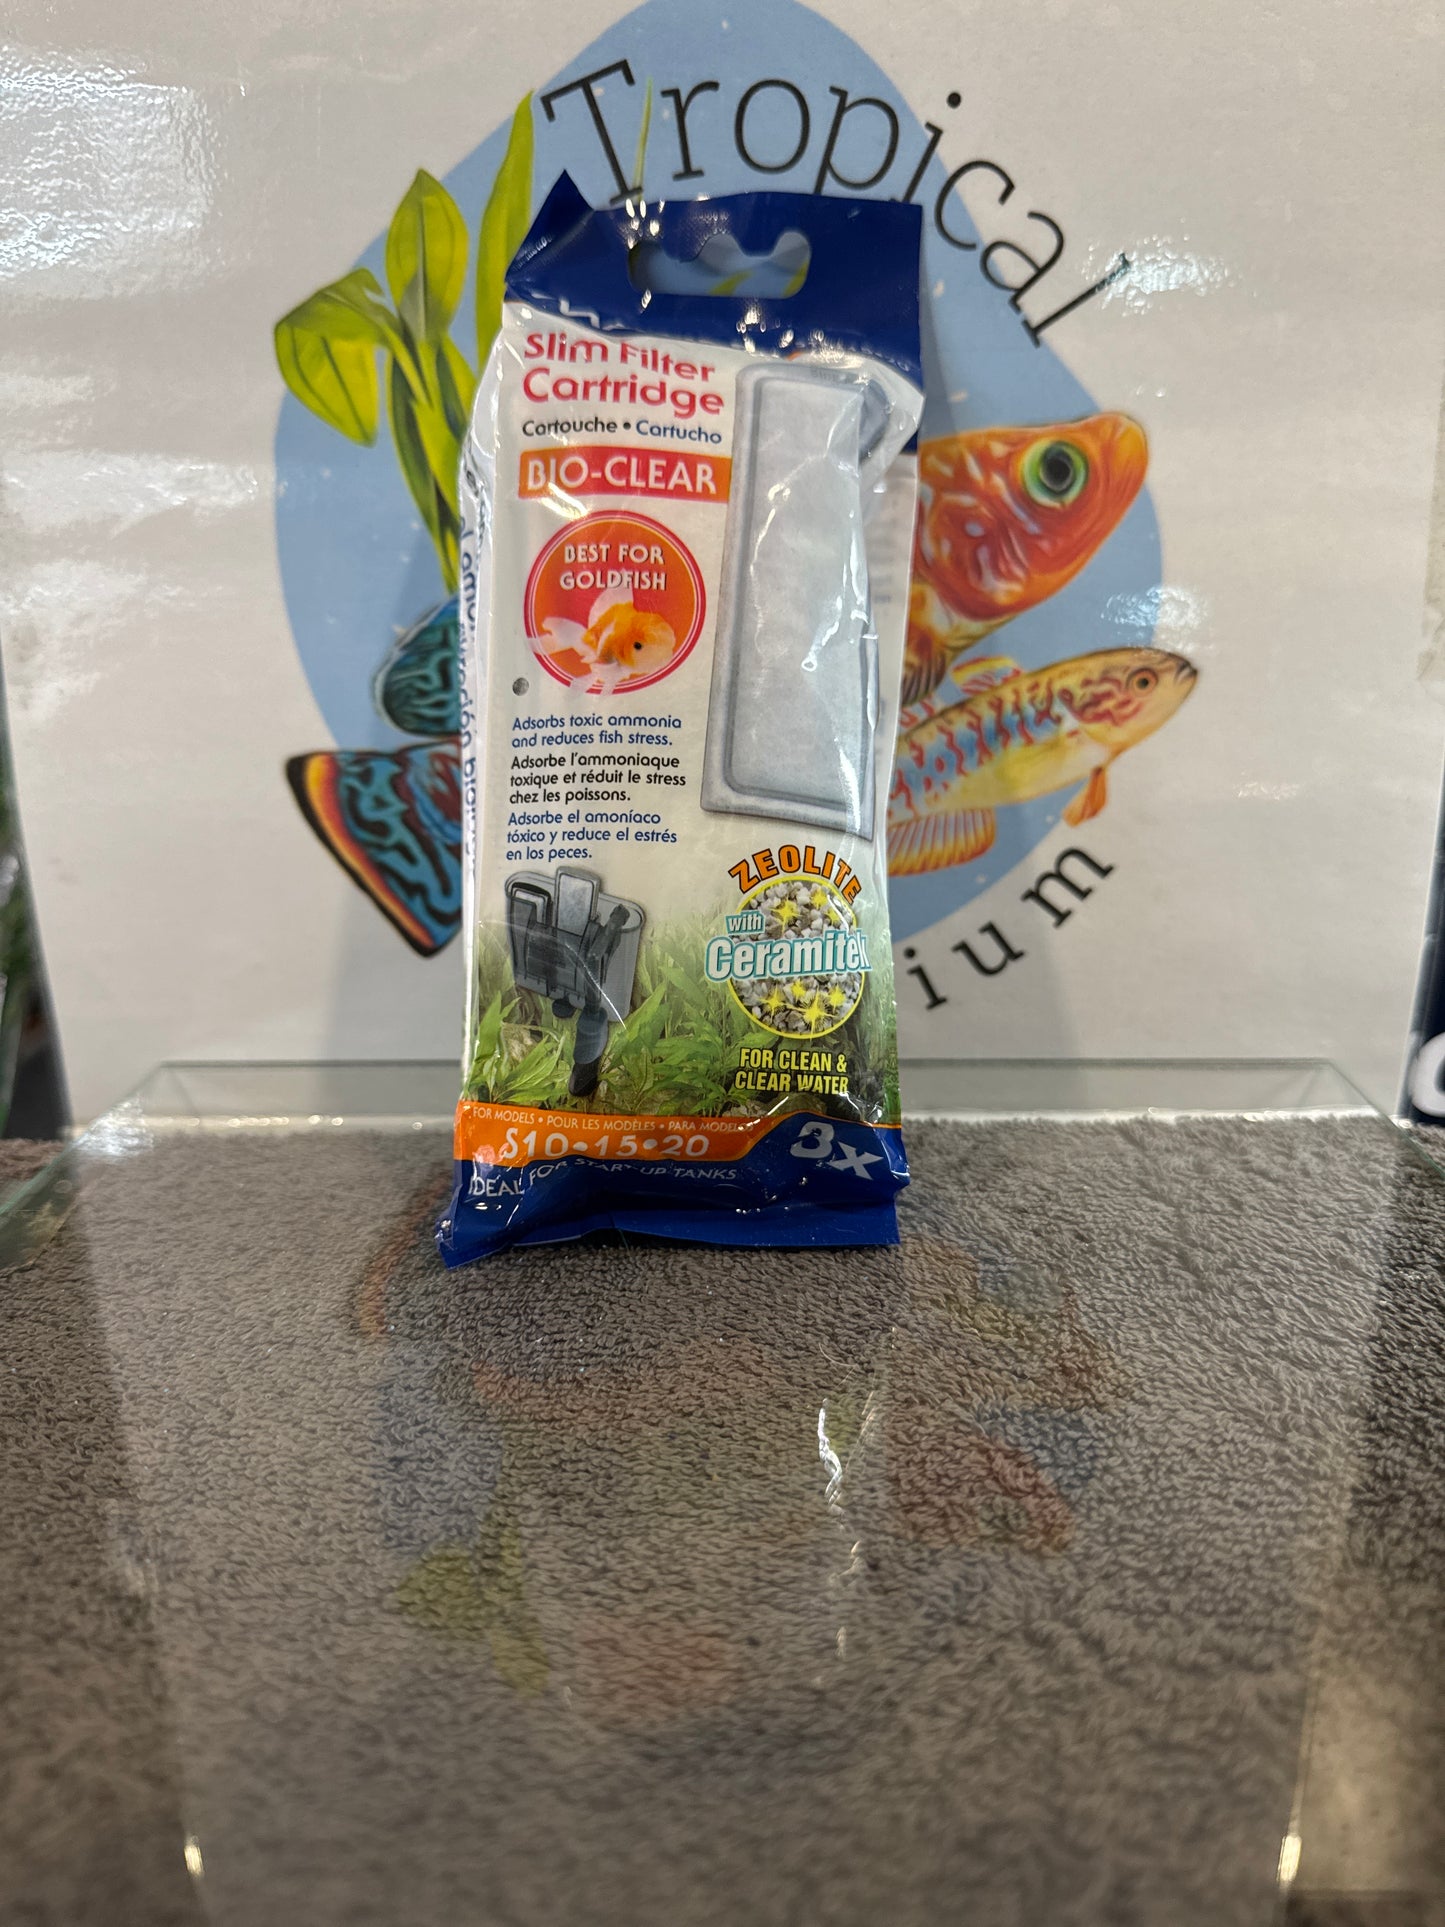 Tropical
Slim Filter
Cartridge
Cartouche • Cartucho
BIO-CLEAR
BEST FOR
GOLDFISH
Adsorbs toxic ammonia
and reduces fish stress.
Adsorbe l'ammoniaque
toxique et réduit le stress
chez les poissons.
Adsorbe el amoníaco
tóxico y reduce el estrés
en los peces.
ZEOLITE
with
Ceramitek
FOR CLEAN &
CLEAR WATER
FOR MODELS • POUR LES MODÈLES • PARA MODEL
S10•15•20
3x
IDEAL FOR START-UP TANKS
ium